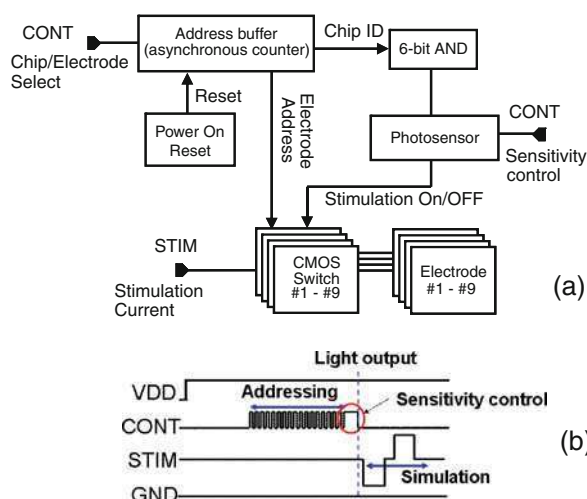 CONT
Chip/Electrode
Select
Address buffer
(asynchronous counter)
Chip ID
6-bit AND
Reset
Power On
Reset
Electrode
Address
Photosensor
CONT
Sensitivity
control
Stimulation On/OFF
STIM
Stimulation
Current
CMOS
Switch
#1 - #9
Electrode
#1 - #9
(a)
Light output
VDD
Addressing
Sensitivity control
CONT
(b)
STIM
Simulation
GND